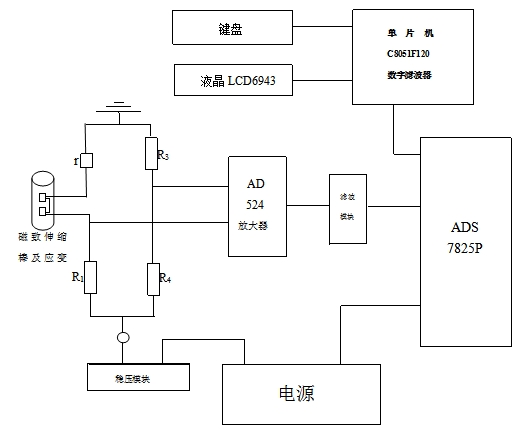 键盘
单 片 机
C8051F120
数字滤波器
液晶 LCD6943
r
R3
AD
524
放大器
滤波
模块
ADS
7825P
磁 致 伸 缩
棒 及 应 变
R1
R4
稳压模块
电源